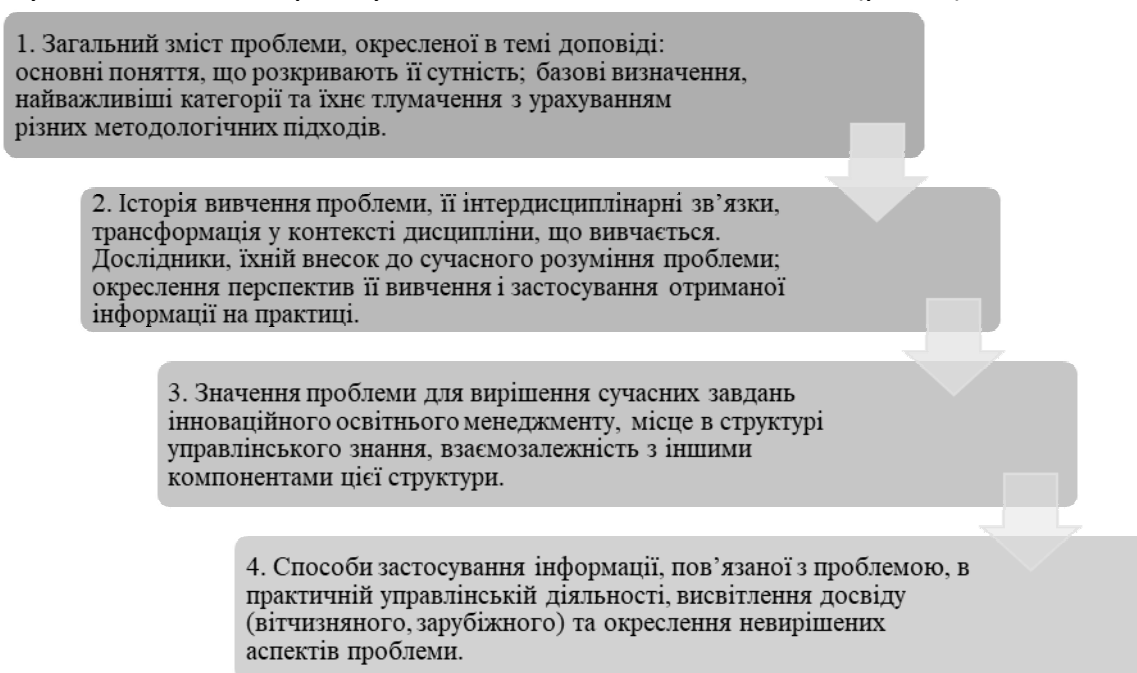 1. Загальний зміст проблеми, окресленої в темі доповіді:
основні поняття, що розкривають її сутність; базові визначення,
найважливіші категорії та їхнє тлумачення з урахуванням
різних методологічних підходів.
2. Історія вивчення проблеми, її інтердисциплінарні зв’язки,
трансформація у контексті дисципліни, що вивчається.
Дослідники, їхній внесок до сучасного розуміння проблеми;
окреслення перспектив її вивчення і застосування отриманої
інформації на практиці.
3. Значення проблеми для вирішення сучасних завдань
інноваційного освітнього менеджменту, місце в структурі
управлінського знання, взаємозалежність з іншими
компонентами цієї структури.
4. Способи застосування інформації, пов’язаної з проблемою, в
практичній управлінській діяльності, висвітлення досвіду
(вітчизняного, зарубіжного) та окреслення невирішених
аспектів проблеми.